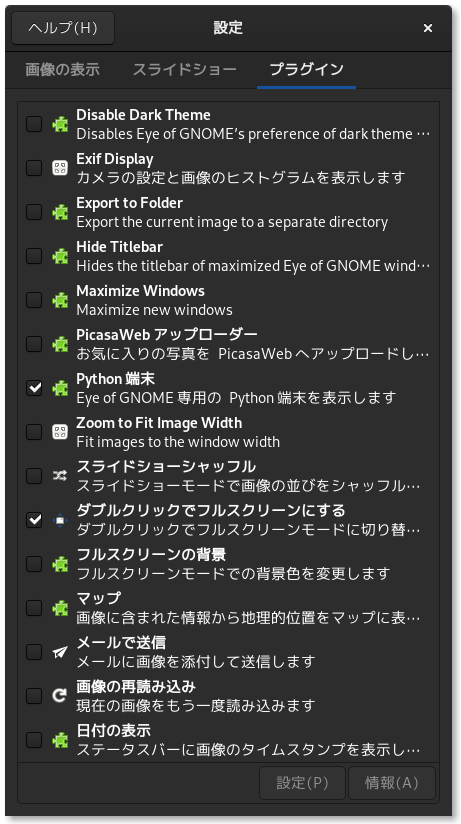 ヘルプ(H)
設定
画像の表示
スライドショー
プラグイン
Disable Dark Theme
Disables Eye of GNOME’s preference of dark theme …
Exif Display
カメラの設定と画像のヒストグラムを表示します
Export to Folder
Export the current image to a separate directory
Hide Titlebar
Hides the titlebar of maximized Eye of GNOME wind…
Maximize Windows
Maximize new windows
PicasaWeb アップローダー
お気に入りの写真を PicasaWeb へアップロードし…
Python 端末
Eye of GNOME 専用の Python 端末を表示します
Zoom to Fit Image Width
Fit images to the window width
スライドショーシャッフル
スライドショーモードで画像の並びをシャッフル…
ダブルクリックでフルスクリーンにする
ダブルクリックでフルスクリーンモードに切り替…
フルスクリーンの背景
フルスクリーンモードでの背景色を変更します
マップ
画像に含まれた情報から地理的位置をマップに表…
メールで送信
メールに画像を添付して送信します
画像の再読み込み
現在の画像をもう一度読み込みます
日付の表示
ステータスバーに画像のタイムスタンプを表示し…
設定(P)
情報(A)